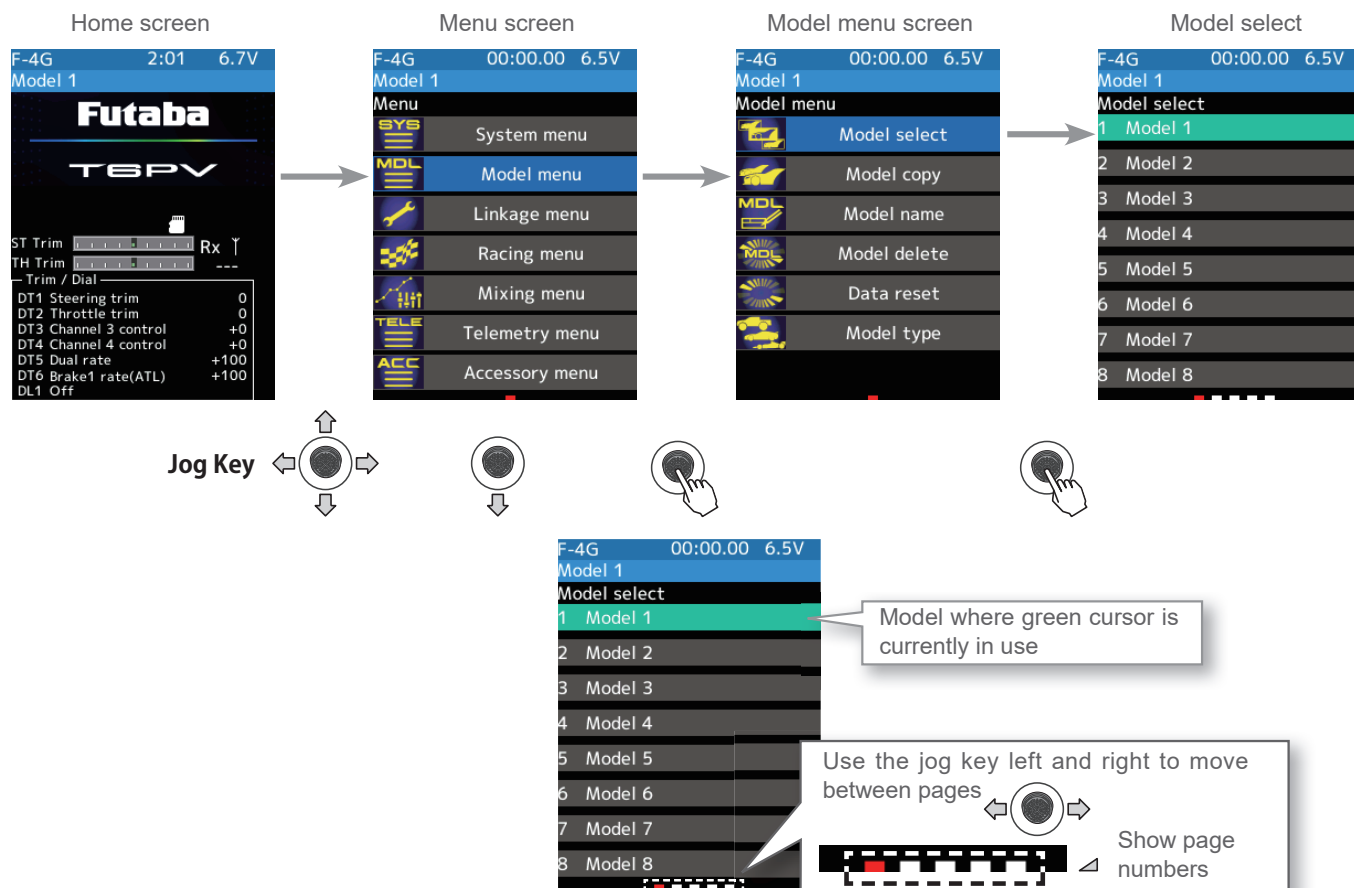 Home screen
Menu screen
Model menu screen
Model select
F-4G 2:01 6.7V
Model 1
Futaba
T6PV
ST Trim
Rx
TH Trim
---
Trim / Dial
DT1 Steering trim 0
DT2 Throttle trim 0
DT3 Channel 3 control +0
DT4 Channel 4 control +0
DT5 Dual rate +100
DT6 Brake1 rate(ATL) +100
DL1 Off
F-4G 00:00.00 6.5V
Model 1
Menu
SYS System menu
MDL Model menu
Linkage menu
Racing menu
Mixing menu
TELE Telemetry menu
ACC Accessory menu
F-4G 00:00.00 6.5V
Model 1
Model menu
Model select
Model copy
MDL Model name
MDL Model delete
Data reset
Model type
F-4G 00:00.00 6.5V
Model 1
Model select
1 Model 1
2 Model 2
3 Model 3
4 Model 4
5 Model 5
6 Model 6
7 Model 7
8 Model 8
Jog Key
F-4G 00:00.00 6.5V
Model 1
Model select
1 Model 1
2 Model 2
3 Model 3
4 Model 4
5 Model 5
6 Model 6
7 Model 7
8 Model 8
Model where green cursor is
currently in use
Use the jog key left and right to move
between pages
Show page
numbers